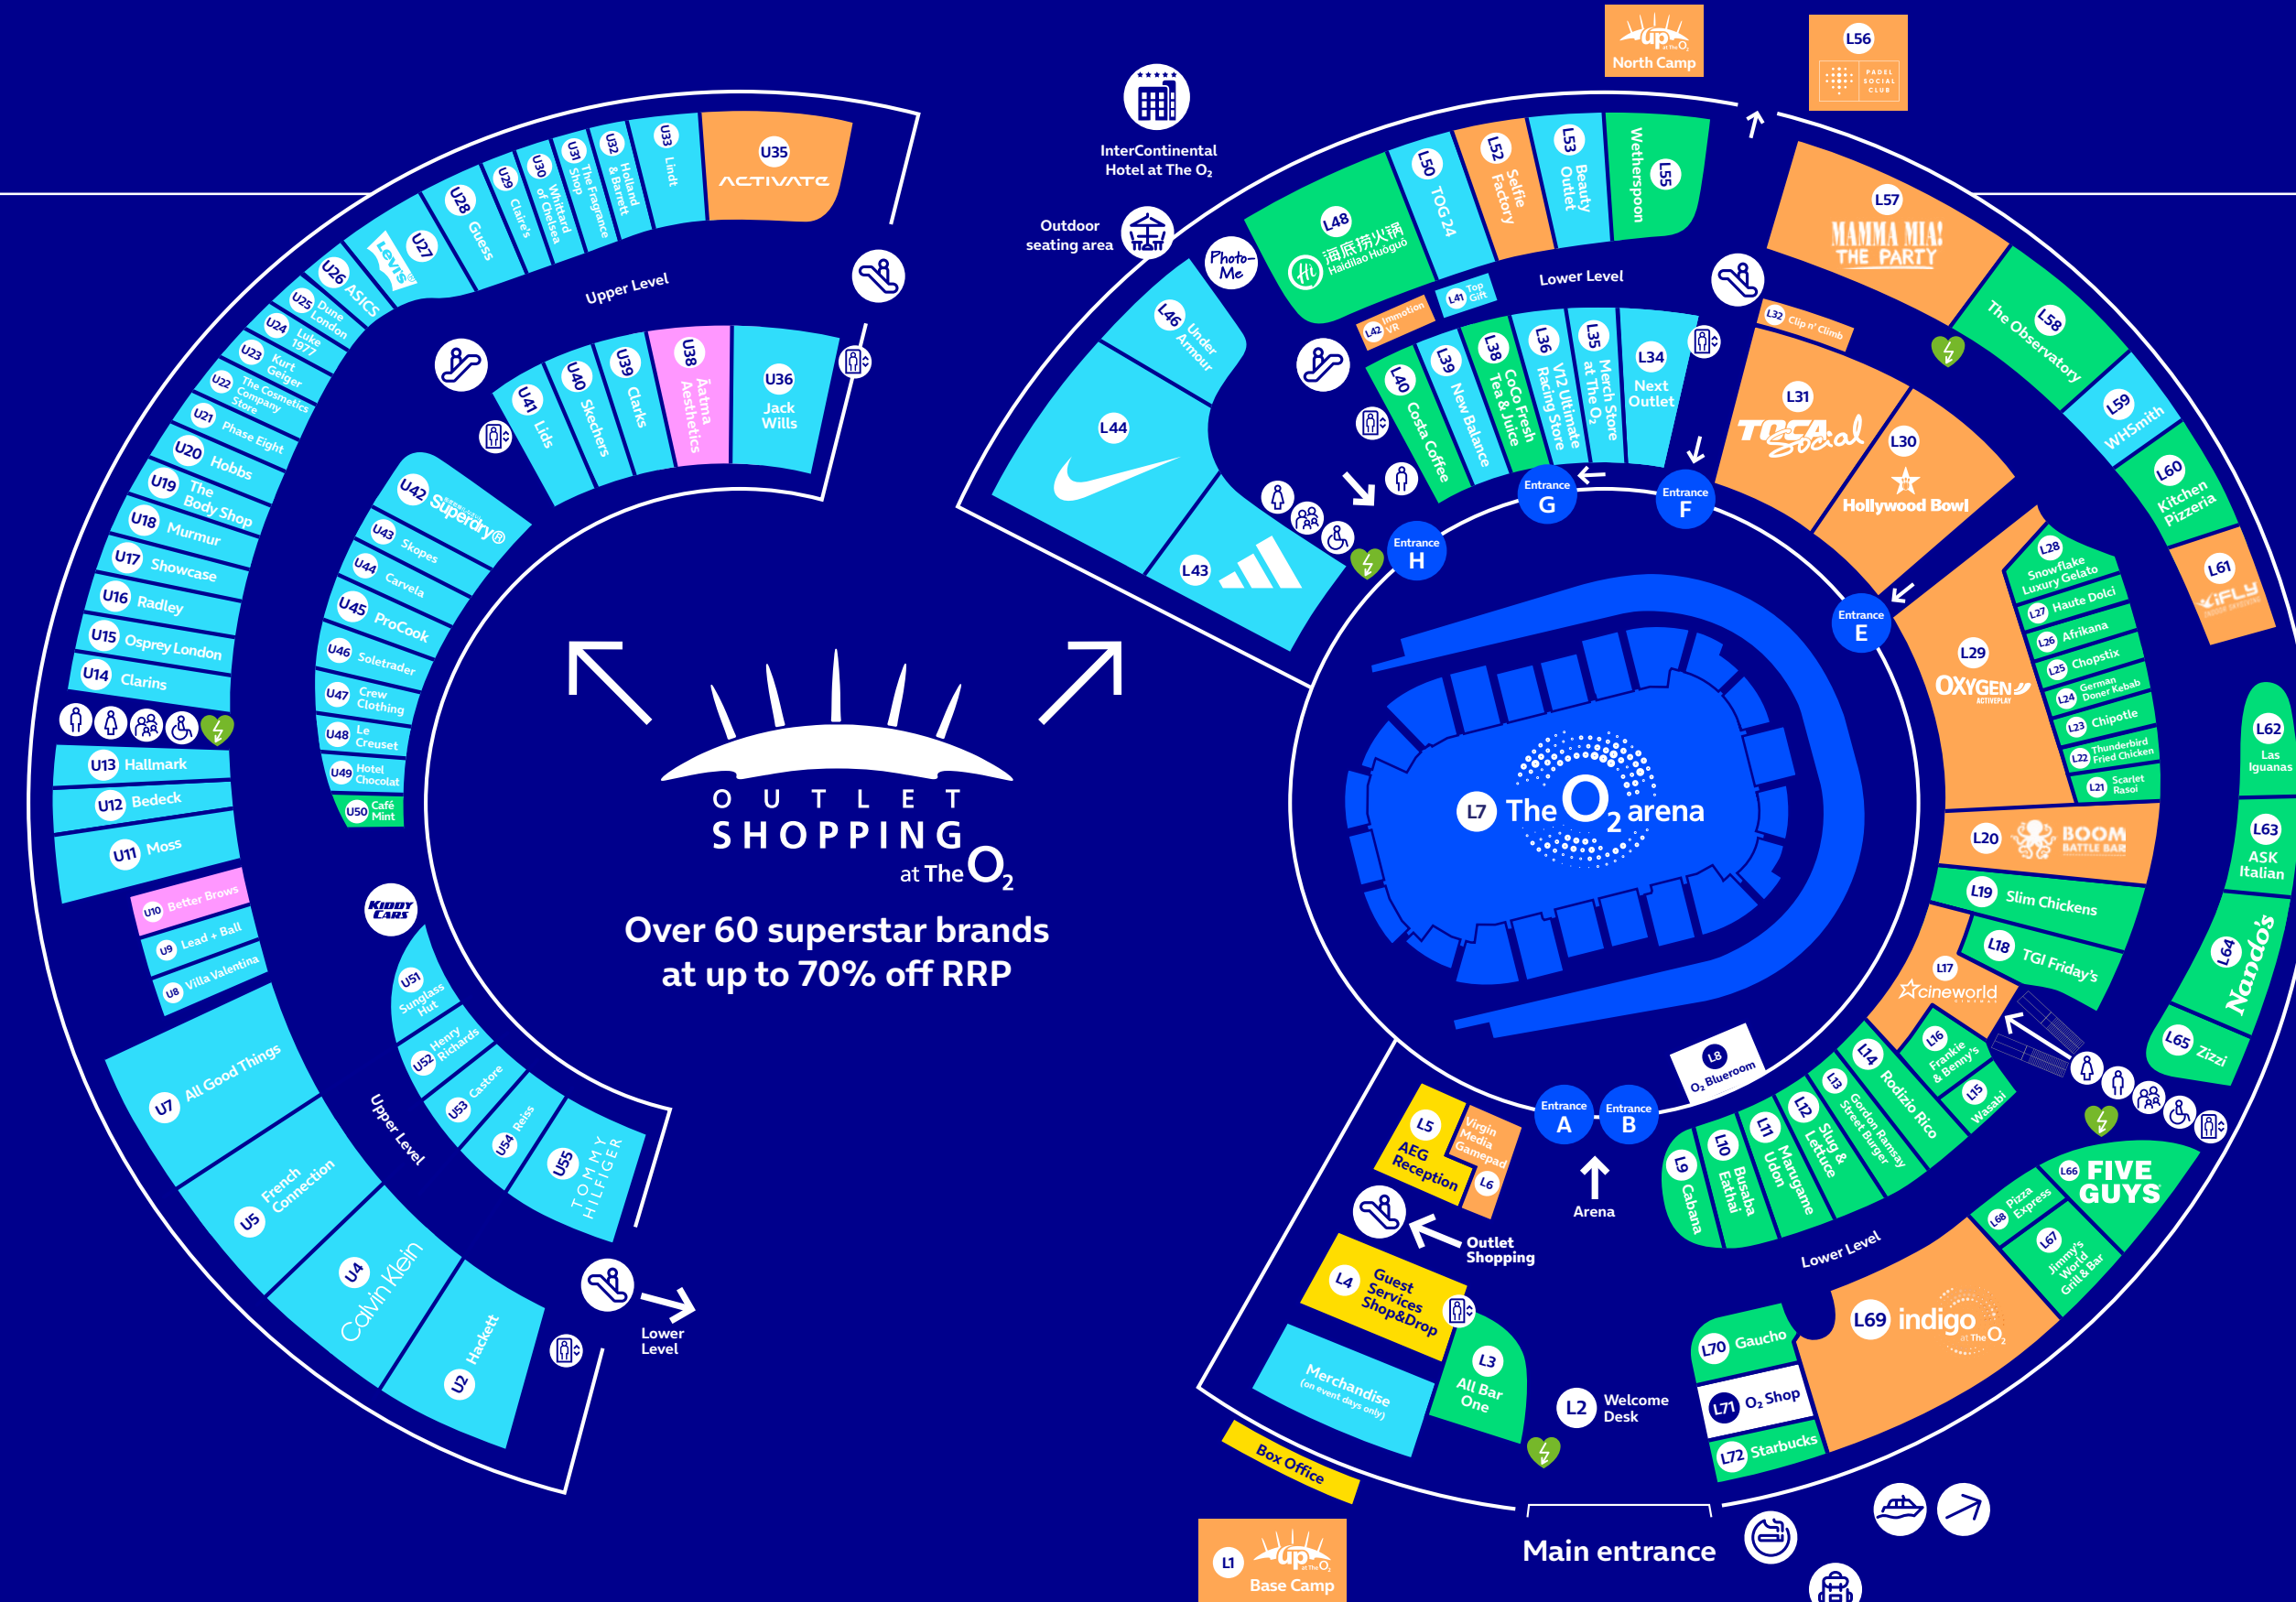 up at The O2
North Camp
L56
PADEL
SOCIAL
CLUB
InterContinental
Hotel at The O2
Outdoor
seating area
Photo-
Me
U35
ACTIVATE
U33 Lindt
U32 Holland
& Barrett
U31 The Fragrance
Shop
U30 Whittard
of Chelsea
U29 Claire's
U28 Guess
U27 Levi's®
U26 ASICS
U25 Dune
London
U24 Luke
1977
U23 Kurt
Geiger
U22 The Cosmetics
Company
Store
U21 Phase Eight
U20 Hobbs
U19 The
Body Shop
U18 Murmur
U17 Showcase
U16 Radley
U15 Osprey London
U14 Clarins
U13 Hallmark
U12 Bedeck
U11 Moss
U10 Better Brows
U9 Lead + Ball
U8 Villa Valentina
U7 All Good Things
U5 French
Connection
U4 Calvin Klein
U2 Hackett
Upper Level
U36
Jack
Wills
U38 Āatma
Aesthetics
U39 Clarks
U40 Skechers
U41 Lids
U42 Superdry®
U43 Skopes
U44 Carvela
U45 ProCook
U46 Soletrader
U47 Crew
Clothing
U48 Le
Creuset
U49 Hotel
Chocolat
U50 Café
Mint
KIDDY
CARS
U51
Sunglass
Hut
U52 Henry
Richards
U53 Castore
U54 Reiss
U55 TOMMY
HILFIGER
Upper Level
Lower
Level
OUTLET
SHOPPING
at The O2
Over 60 superstar brands
at up to 70% off RRP
L48
海底捞火锅
Hi Haidilao Huǒguō
L50 TOG 24
L52 Selfie
Factory
L53 Beauty
Outlet
L55 Wetherspoon
Lower Level
L46 Under
Armour
L44
L43
L42 Immotion
VR
L41 Top
Gift
L40 Costa Coffee
L39 New Balance
L38 CoCo Fresh
Tea & Juice
L36 V12 Ultimate
Racing Store
L35 Merch Store
at The O2
L34
Next
Outlet
L32 Clip n' Climb
L31
TOCA
Social
L30
Hollywood Bowl
L57
MAMMA MIA!
THE PARTY
L58
The Observatory
L59
WHSmith
L60
Kitchen
Pizzeria
L61
iFLY
Entrance
H
Entrance
G
Entrance
F
Entrance
E
L29
OXYGEN
ACTIVEPLAY
L28
Snowflake
Luxury Gelato
L27 Haute Dolci
L26 Afrikana
L25 Chopstix
L24 German
Doner Kebab
L23 Chipotle
L22 Thunderbird
Fried Chicken
L21 Scarlet
Rasoi
L20 BOOM
BATTLE BAR
L19 Slim Chickens
L18 TGI Friday's
L17
cineworld
L16
Frankie
& Benny's
L15
Wasabi
L14 Rodizio Rico
L13 Gordon Ramsay
Street Burger
L12 Slug &
Lettuce
L11 Marugame
Udon
L10 Busaba
Eathai
L9 Cabana
L62
Las
Iguanas
L63
ASK
Italian
L64 Nando's
L65 Zizzi
L7 The O2 arena
L8
O2 Blueroom
Entrance
A
Entrance
B
Arena
L5
AEG
Reception
Virgin
Media
Gamepad
L6
Outlet
Shopping
L4 Guest
Services
Shop&Drop
L3
All Bar
One
Merchandise
(on event days only)
Box Office
L2 Welcome
Desk
Lower Level
L66 FIVE
GUYS
L68 Pizza
Express
L67
Jimmy's
World
Grill & Bar
L69 indigo
at The O2
L70 Gaucho
L71 O2 Shop
L72 Starbucks
Main entrance
L1 up at The O2
Base Camp